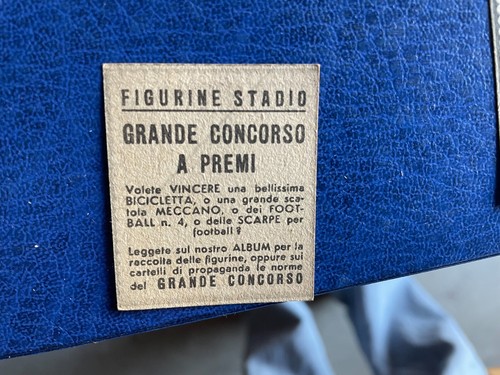 FIGURINE STADIO
GRANDE CONCORSO
A PREMI
Volete VINCERE una bellissima
BICICLETTA, o una grande sca-
tola MECCANO, o dei FOOT-
BALL n. 4, o delle SCARPE per
football?
Leggete sul nostro ALBUM per la
raccolta delle figurine, oppure sui
cartelli di propaganda le norme
del GRANDE CONCORSO